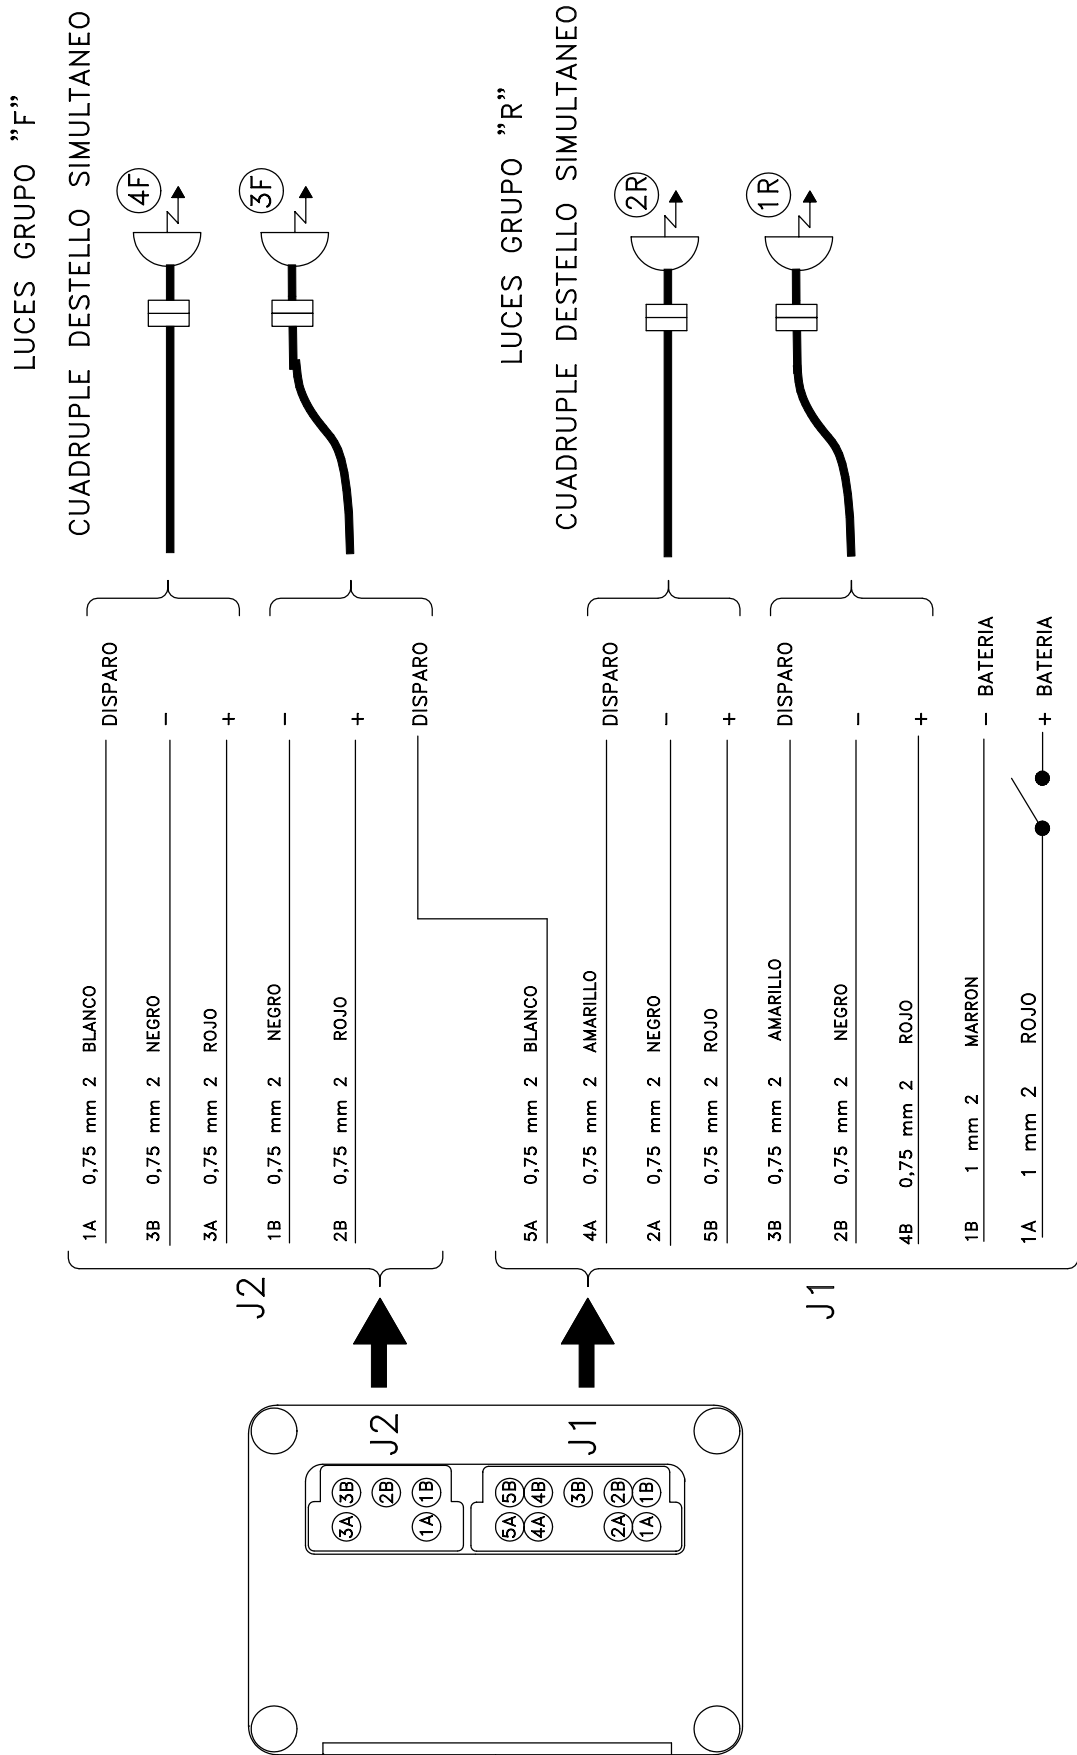 LUCES GRUPO ”F”
CUADRUPLE DESTELLO SIMULTANEO
4F
3F
1A 0,75 mm 2 BLANCO DISPARO
3B 0,75 mm 2 NEGRO -
3A 0,75 mm 2 ROJO +
1B 0,75 mm 2 NEGRO -
2B 0,75 mm 2 ROJO +
DISPARO
J2
LUCES GRUPO ”R”
CUADRUPLE DESTELLO SIMULTANEO
2R
1R
5A 0,75 mm 2 BLANCO
4A 0,75 mm 2 AMARILLO DISPARO
2A 0,75 mm 2 NEGRO -
5B 0,75 mm 2 ROJO +
3B 0,75 mm 2 AMARILLO DISPARO
2B 0,75 mm 2 NEGRO -
4B 0,75 mm 2 ROJO +
1B 1 mm 2 MARRON - BATERIA
1A 1 mm 2 ROJO + BATERIA
J1
J2
3A 3B
2B
1A 1B
J1
5A 5B
4A 4B
3B
2A 2B
1A 1B